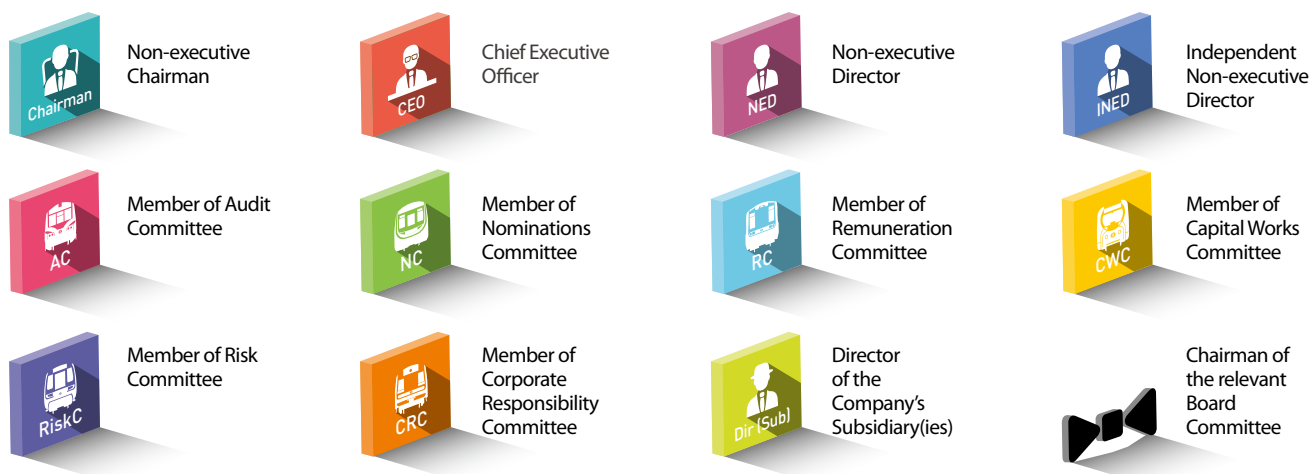 Chairman
Non-executive
Chairman
CEO
Chief Executive
Officer
NED
Non-executive
Director
INED
Independent
Non-executive
Director
AC
Member of Audit
Committee
NC
Member of
Nominations
Committee
RC
Member of
Remuneration
Committee
CWC
Member of
Capital Works
Committee
RiskC
Member of Risk
Committee
CRC
Member of
Corporate
Responsibility
Committee
Dir (Sub)
Director
of the
Company’s
Subsidiary(ies)
Chairman of
the relevant
Board
Committee